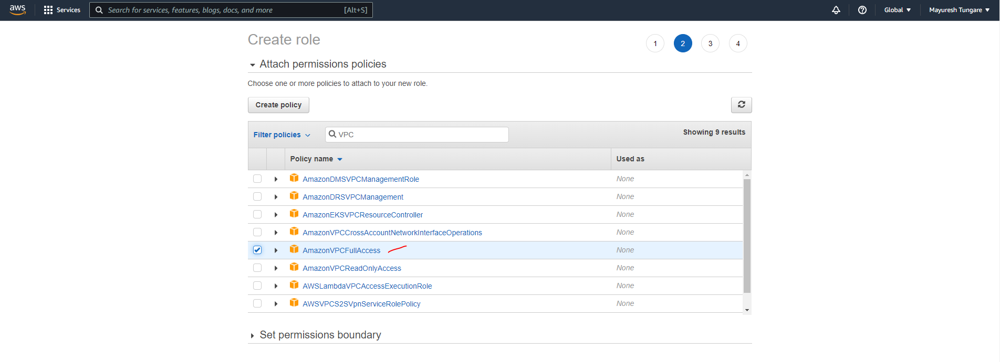 aws Services Search for services, features, blogs, docs, and more [Alt+S] Global Mayuresh Tungare
Create role 1 2 3 4
Attach permissions policies
Choose one or more policies to attach to your new role.
Create policy
Filter policies VPC Showing 9 results
Policy name Used as
AmazonDMSVPCManagementRole None
AmazonDRSVPCManagement None
AmazonEKSVPCResourceController None
AmazonVPCCrossAccountNetworkInterfaceOperations None
AmazonVPCFullAccess None
AmazonVPCReadOnlyAccess None
AWSLambdaVPCAccessExecutionRole None
AWSVPCS2SVpnServiceRolePolicy None
Set permissions boundary